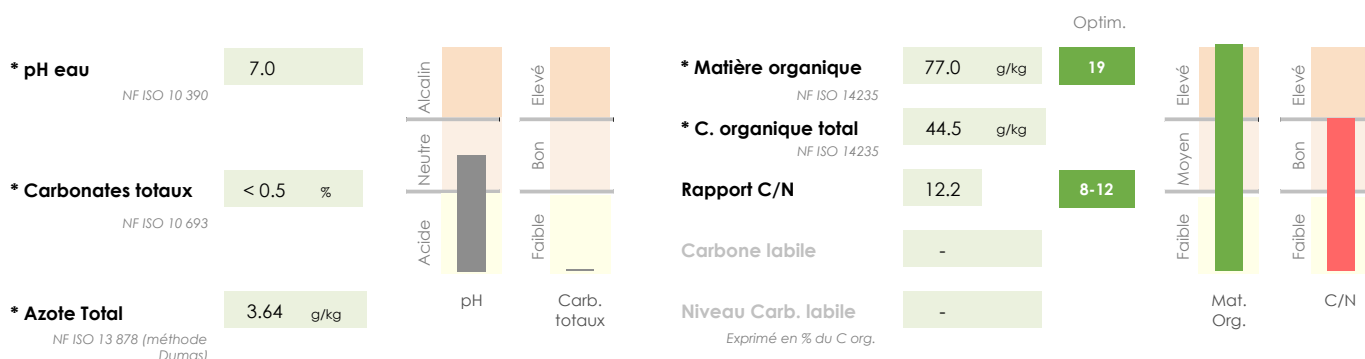 * pH eau 7.0
NF ISO 10 390
* Carbonates totaux < 0.5 %
NF ISO 10 693
* Azote Total 3.64 g/kg
NF ISO 13 878 (méthode
Dumas)
Alcalin
Neutre
Acide
pH
Elevé
Bon
Faible
Carb.
totaux
Optim.
* Matière organique 77.0 g/kg 19
NF ISO 14235
* C. organique total 44.5 g/kg
NF ISO 14235
Rapport C/N 12.2 8-12
Carbone labile -
Niveau Carb. labile -
Exprimé en % du C org.
Elevé
Moyen
Faible
Mat.
Org.
Elevé
Bon
Faible
C/N